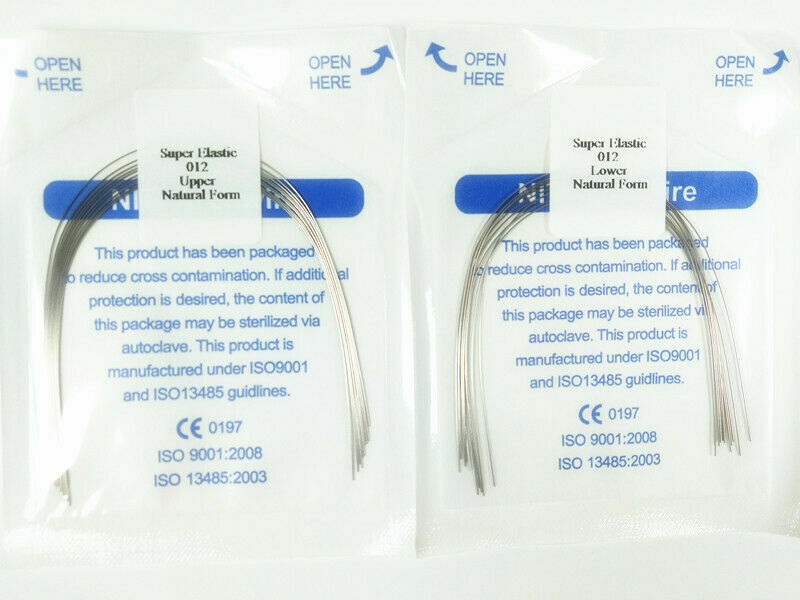 OPEN
HERE
OPEN
HERE
Super Elastic
012
Upper
Natural Form
This product has been packaged
to reduce cross contamination. If additional
protection is desired, the content of
this package may be sterilized via
autoclave. This product is
manufactured under ISO9001
and ISO13485 guidlines.
CE 0197
ISO 9001:2008
ISO 13485:2003
OPEN
HERE
OPEN
HERE
Super Elastic
012
Lower
Natural Form
This product has been packaged
to reduce cross contamination. If additional
protection is desired, the content of
this package may be sterilized via
autoclave. This product is
manufactured under ISO9001
and ISO13485 guidlines.
CE 0197
ISO 9001:2008
ISO 13485:2003